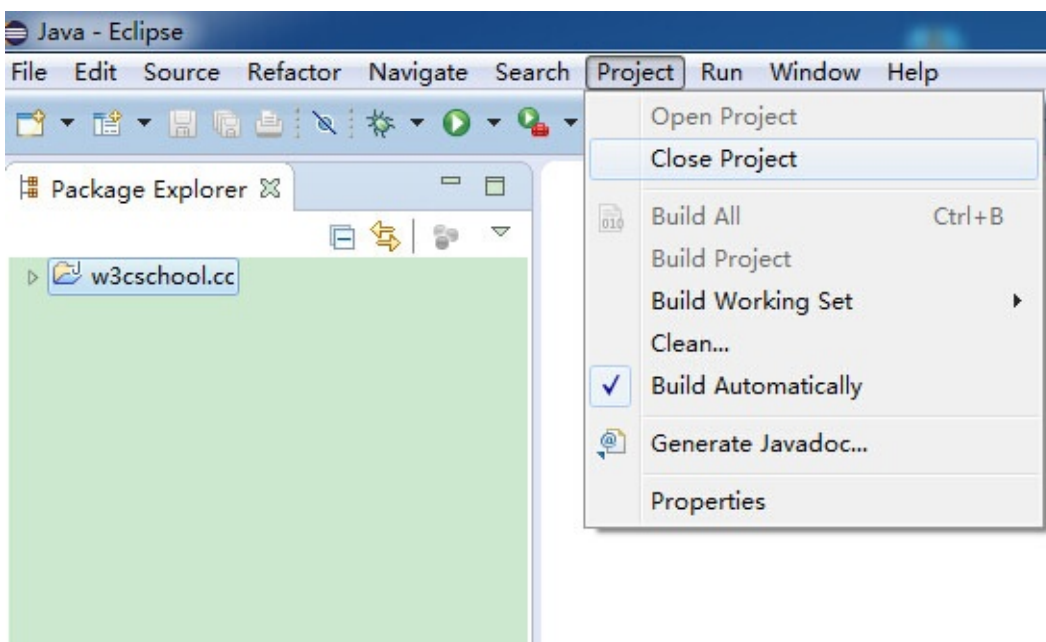 Java - Eclipse
File Edit Source Refactor Navigate Search Project Run Window Help
Package Explorer
w3cschool.cc
Open Project
Close Project
010 Build All Ctrl+B
Build Project
Build Working Set
Clean...
Build Automatically
@ Generate Javadoc...
Properties